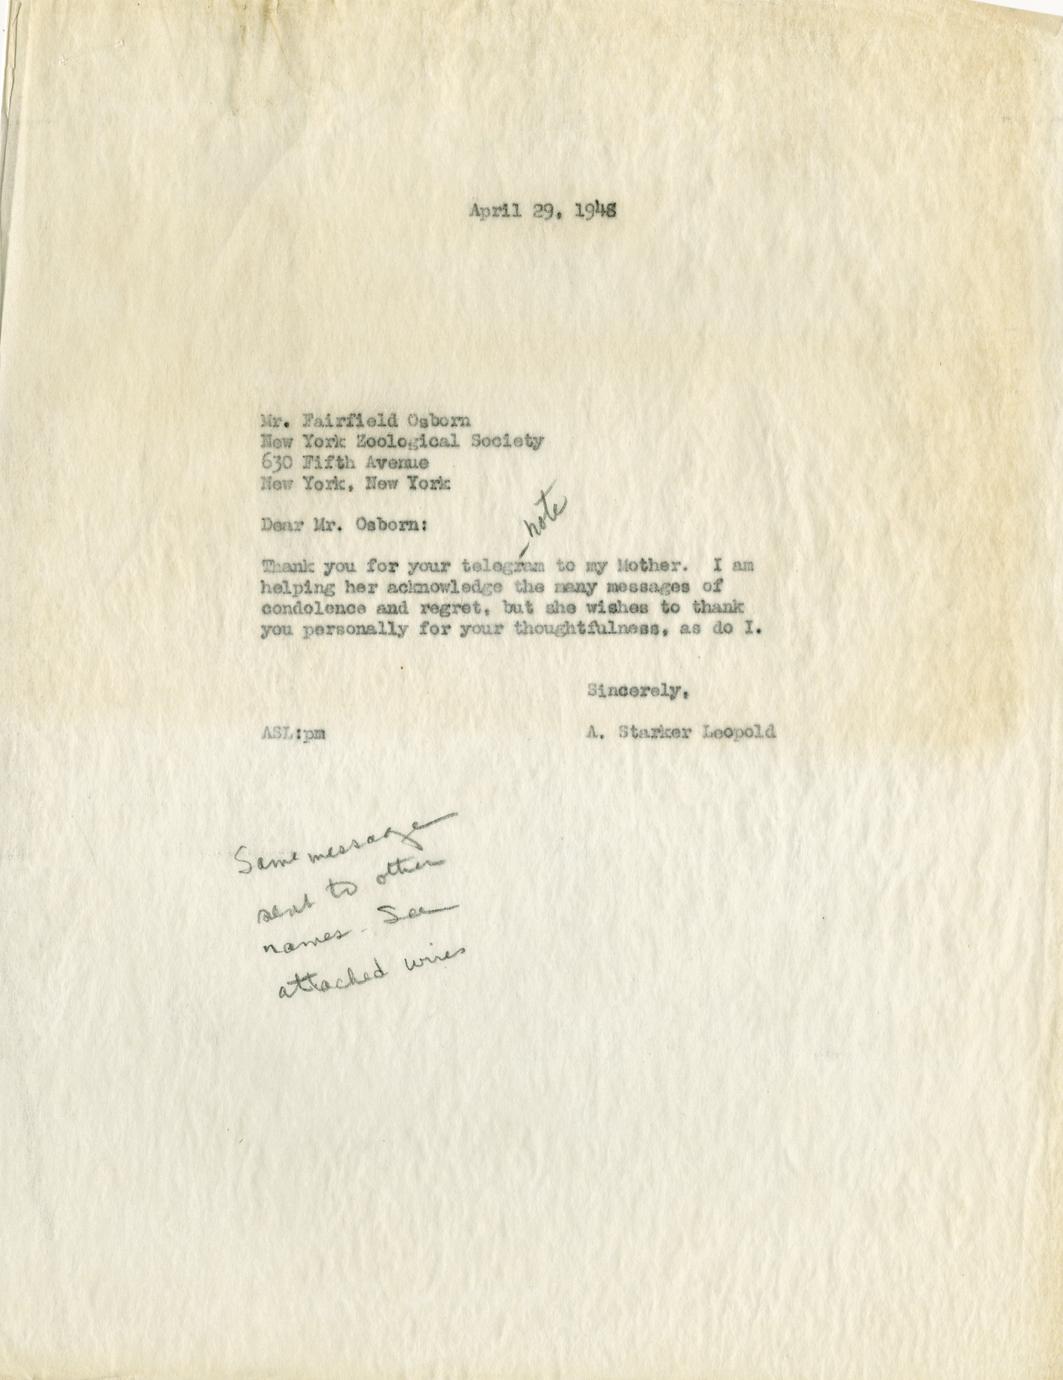 April 29, 1948
Mr. Fairfield Osborn
New York Zoological Society
630 Fifth Avenue
New York, New York
Dear Mr. Osborn:
note
Thank you for your telegram to my Mother. I am
helping her acknowledge the many messages of
condolence and regret, but she wishes to thank
you personally for your thoughtfulness, as do I.
Sincerely,
ASL:pm A. Starker Leopold
Same message
sent to other
names - See
attached wires